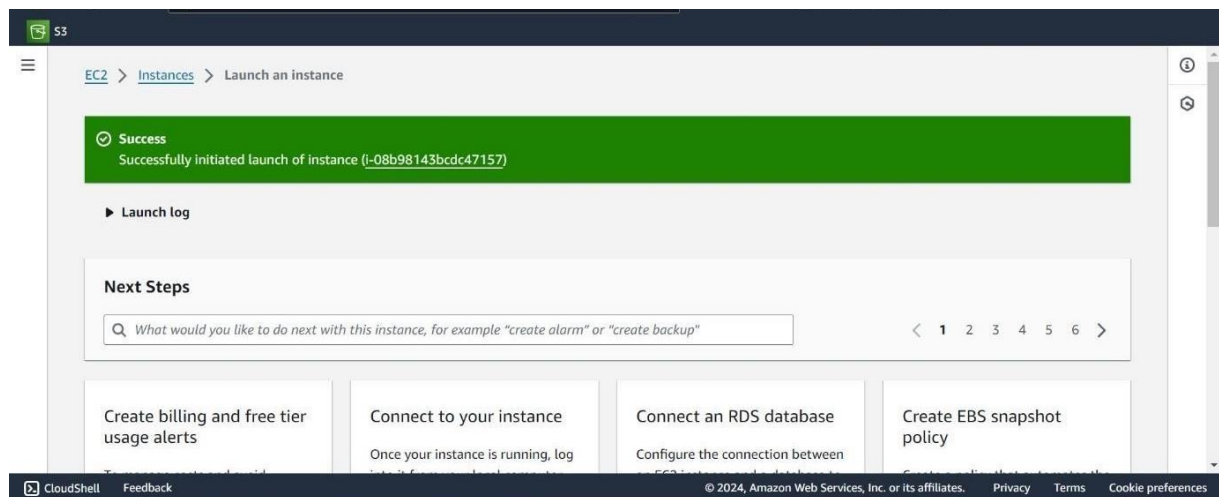 S3
EC2 > Instances > Launch an instance
Success
Successfully initiated launch of instance (i-08b98143bcdc47157)
Launch log
Next Steps
What would you like to do next with this instance, for example "create alarm" or "create backup"
1 2 3 4 5 6
Create billing and free tier
usage alerts
Connect to your instance
Once your instance is running, log
Connect an RDS database
Configure the connection between
Create EBS snapshot
policy
CloudShell Feedback © 2024, Amazon Web Services, Inc. or its affiliates. Privacy Terms Cookie preferences